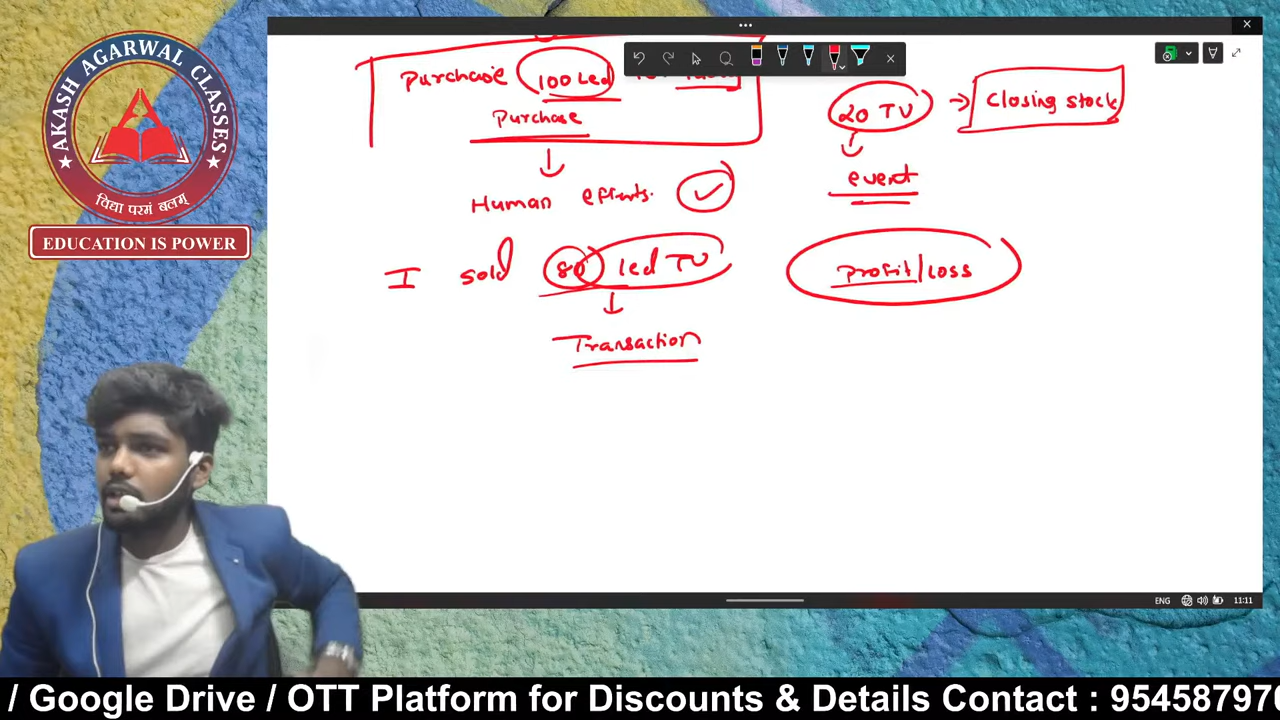 AKASH AGARWAL CLASSES
विद्या परमं बलम्
EDUCATION IS POWER
Purchase 100 Led
Purchase
Human efforts.
20 TV → Closing stock
event
I sold 80 led TV
profit/Loss
Transaction
ENG
11:11
/ Google Drive / OTT Platform for Discounts & Details Contact : 954587970